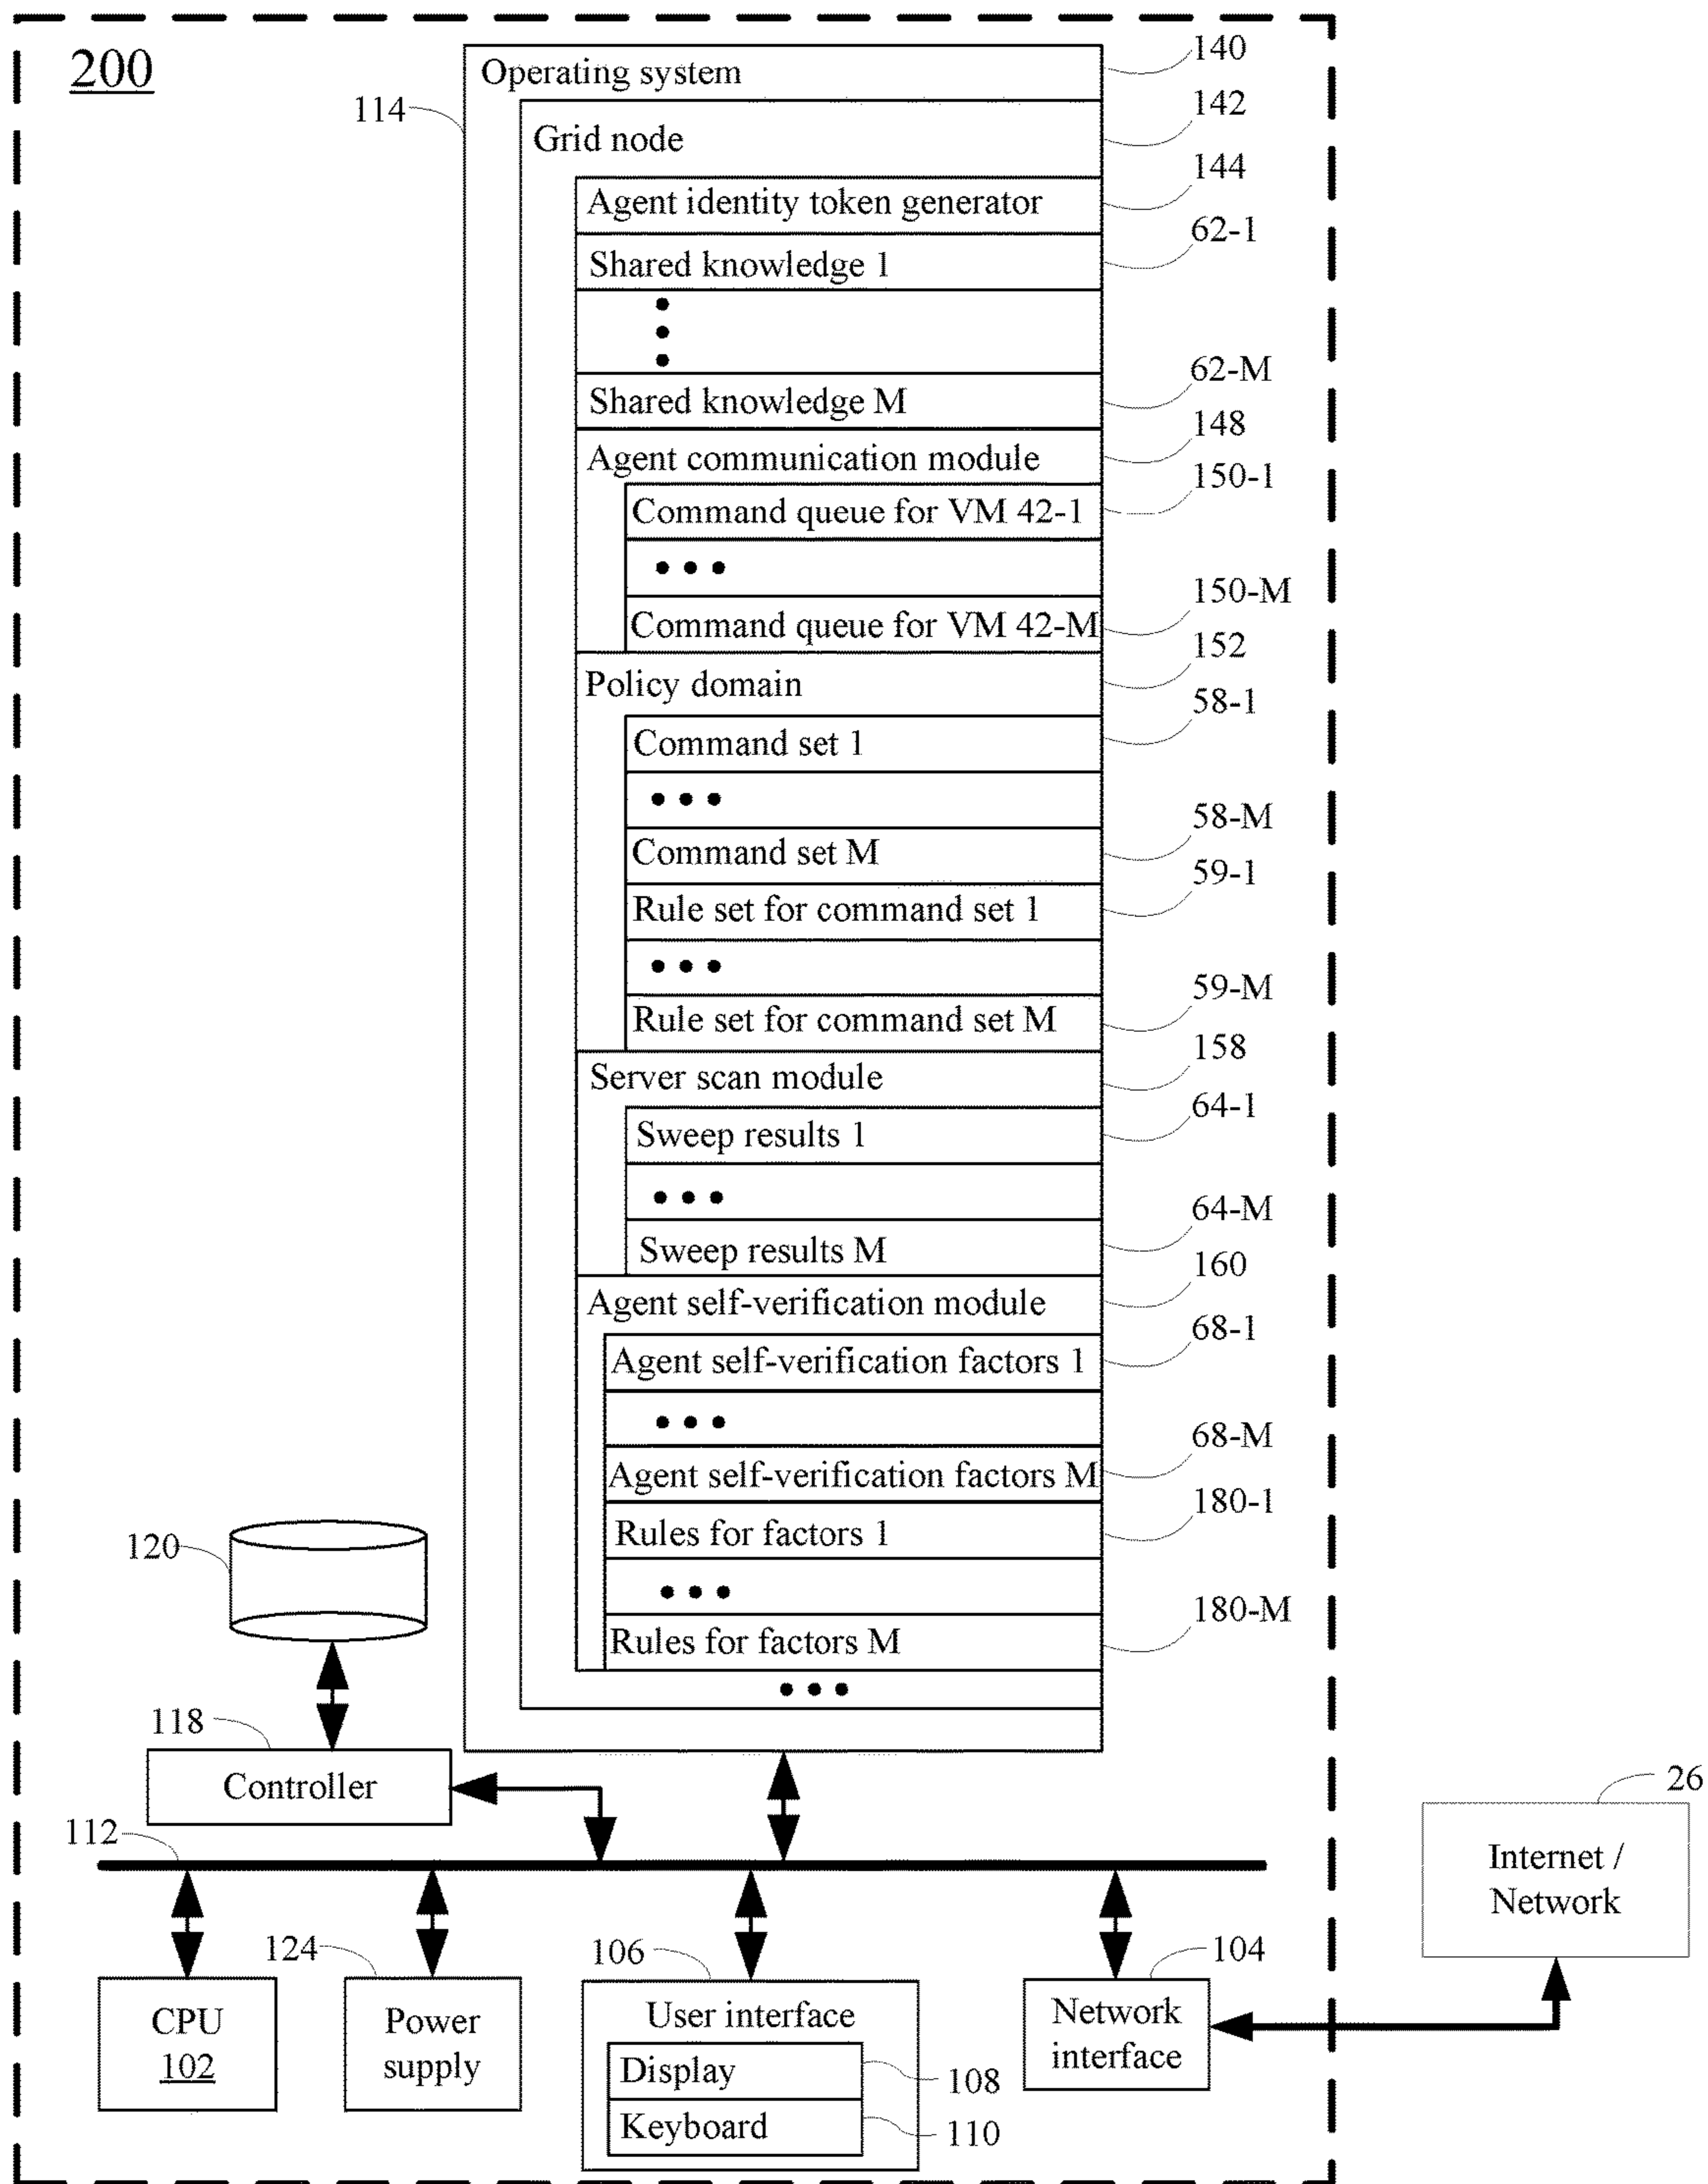 200
114
Operating system
140
Grid node
142
Agent identity token generator
144
Shared knowledge 1
62-1
Shared knowledge M
62-M
Agent communication module
148
Command queue for VM 42-1
150-1
• • •
Command queue for VM 42-M
150-M
Policy domain
152
Command set 1
58-1
• • •
Command set M
58-M
Rule set for command set 1
59-1
• • •
Rule set for command set M
59-M
Server scan module
158
Sweep results 1
64-1
• • •
Sweep results M
64-M
Agent self-verification module
160
Agent self-verification factors 1
68-1
• • •
Agent self-verification factors M
68-M
Rules for factors 1
180-1
• • •
Rules for factors M
180-M
• • •
120
118
Controller
112
26
Internet /
Network
CPU
102
124
Power
supply
106
User interface
Display
108
Keyboard
110
104
Network
interface